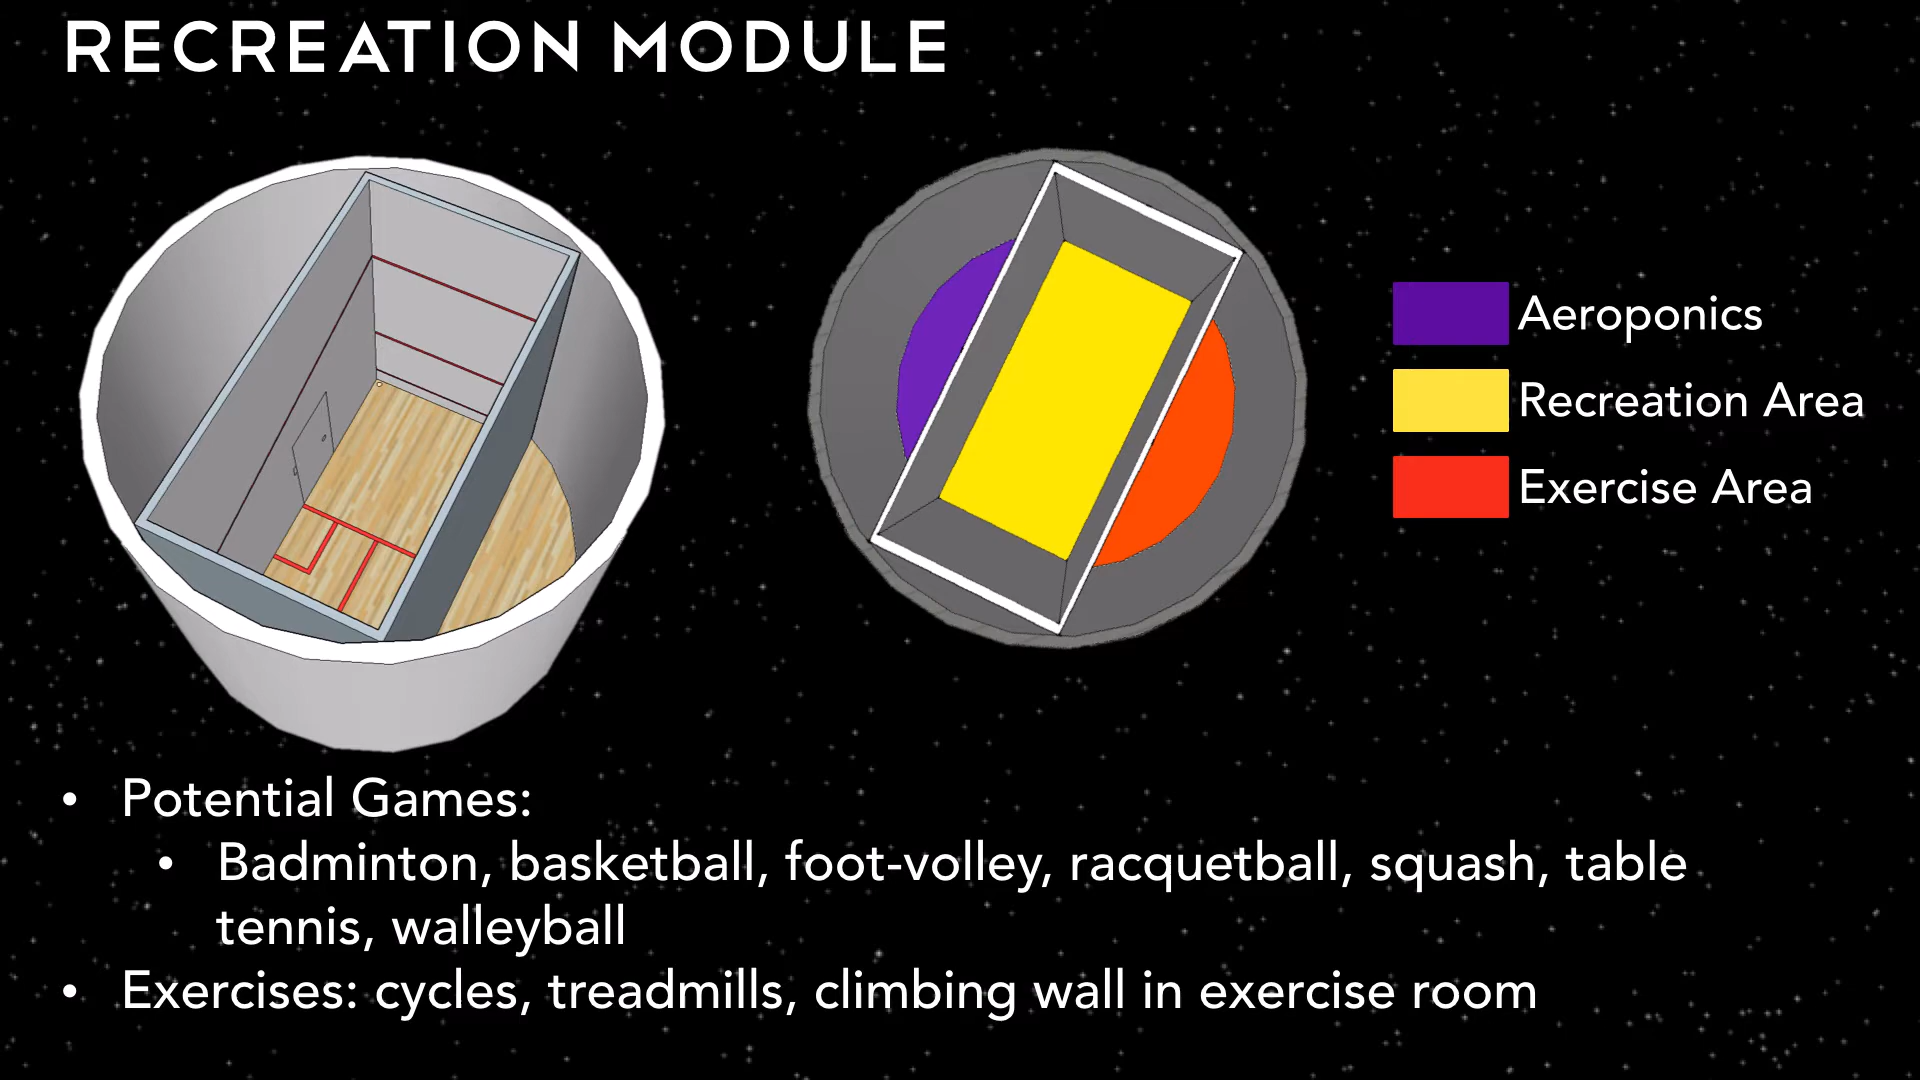 RECREATION MODULE
Aeroponics
Recreation Area
Exercise Area
• Potential Games:
• Badminton, basketball, foot-volley, racquetball, squash, table
tennis, walleyball
• Exercises: cycles, treadmills, climbing wall in exercise room